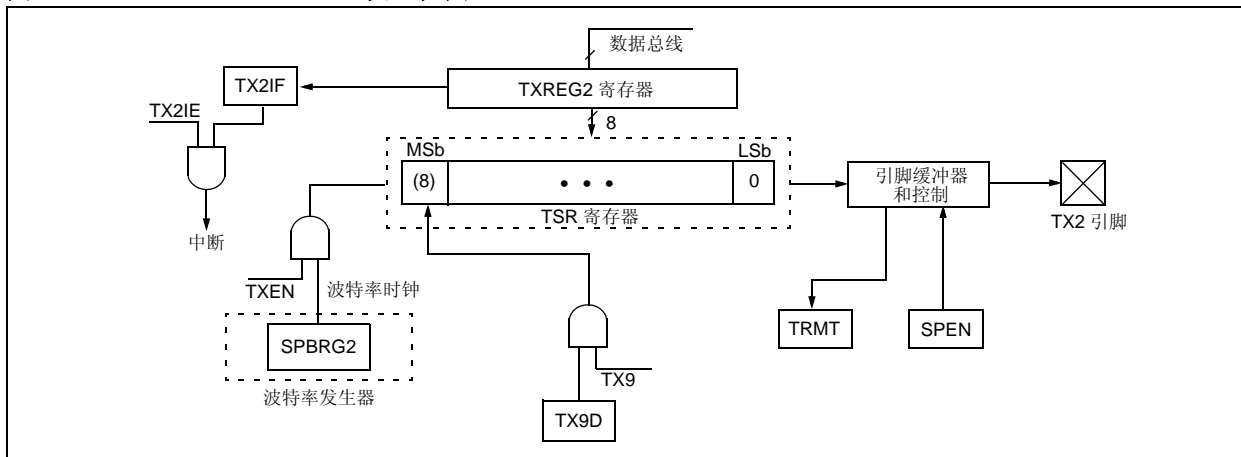 数据总线
TXREG2 寄存器
TX2IF
TX2IE
8
MSb
LSb
(8)
• • •
0
TSR 寄存器
引脚缓冲器
和控制
TX2 引脚
中断
TXEN
波特率时钟
SPBRG2
波特率发生器
TRMT
SPEN
TX9
TX9D